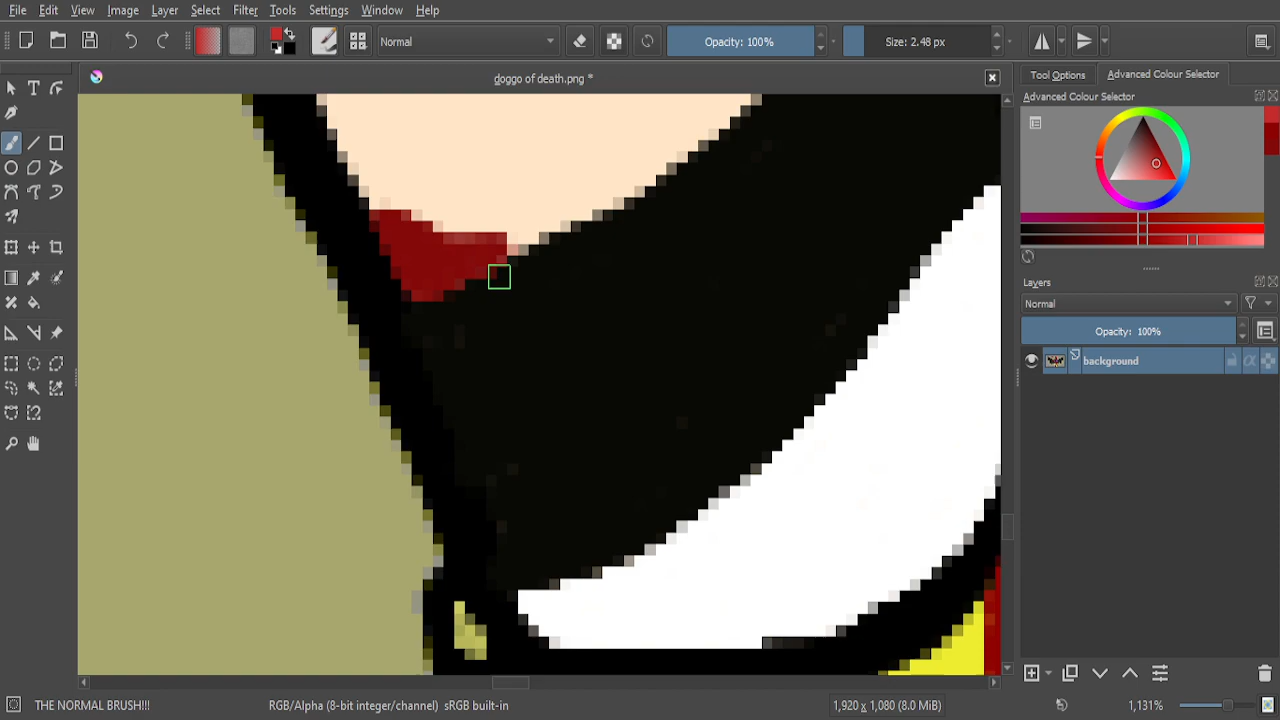 File Edit View Image Layer Select Filter Tools Settings Window Help
Normal Opacity: 100% Size: 2.48 px
doggo of death.png *
Tool Options Advanced Colour Selector
Advanced Colour Selector
Layers
Normal
Opacity: 100%
background
THE NORMAL BRUSH!!! RGB/Alpha (8-bit integer/channel) sRGB built-in 1,920 x 1,080 (8.0 MiB) 1,131%